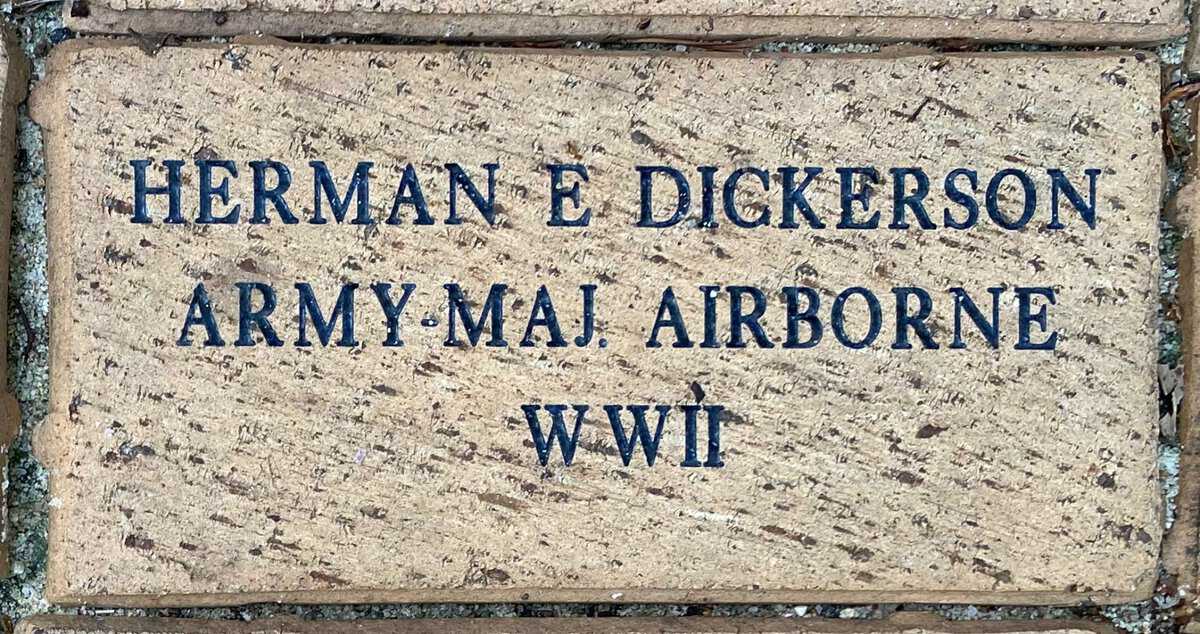 HERMAN E DICKERSON
ARMY-MAJ. AIRBORNE
WWII